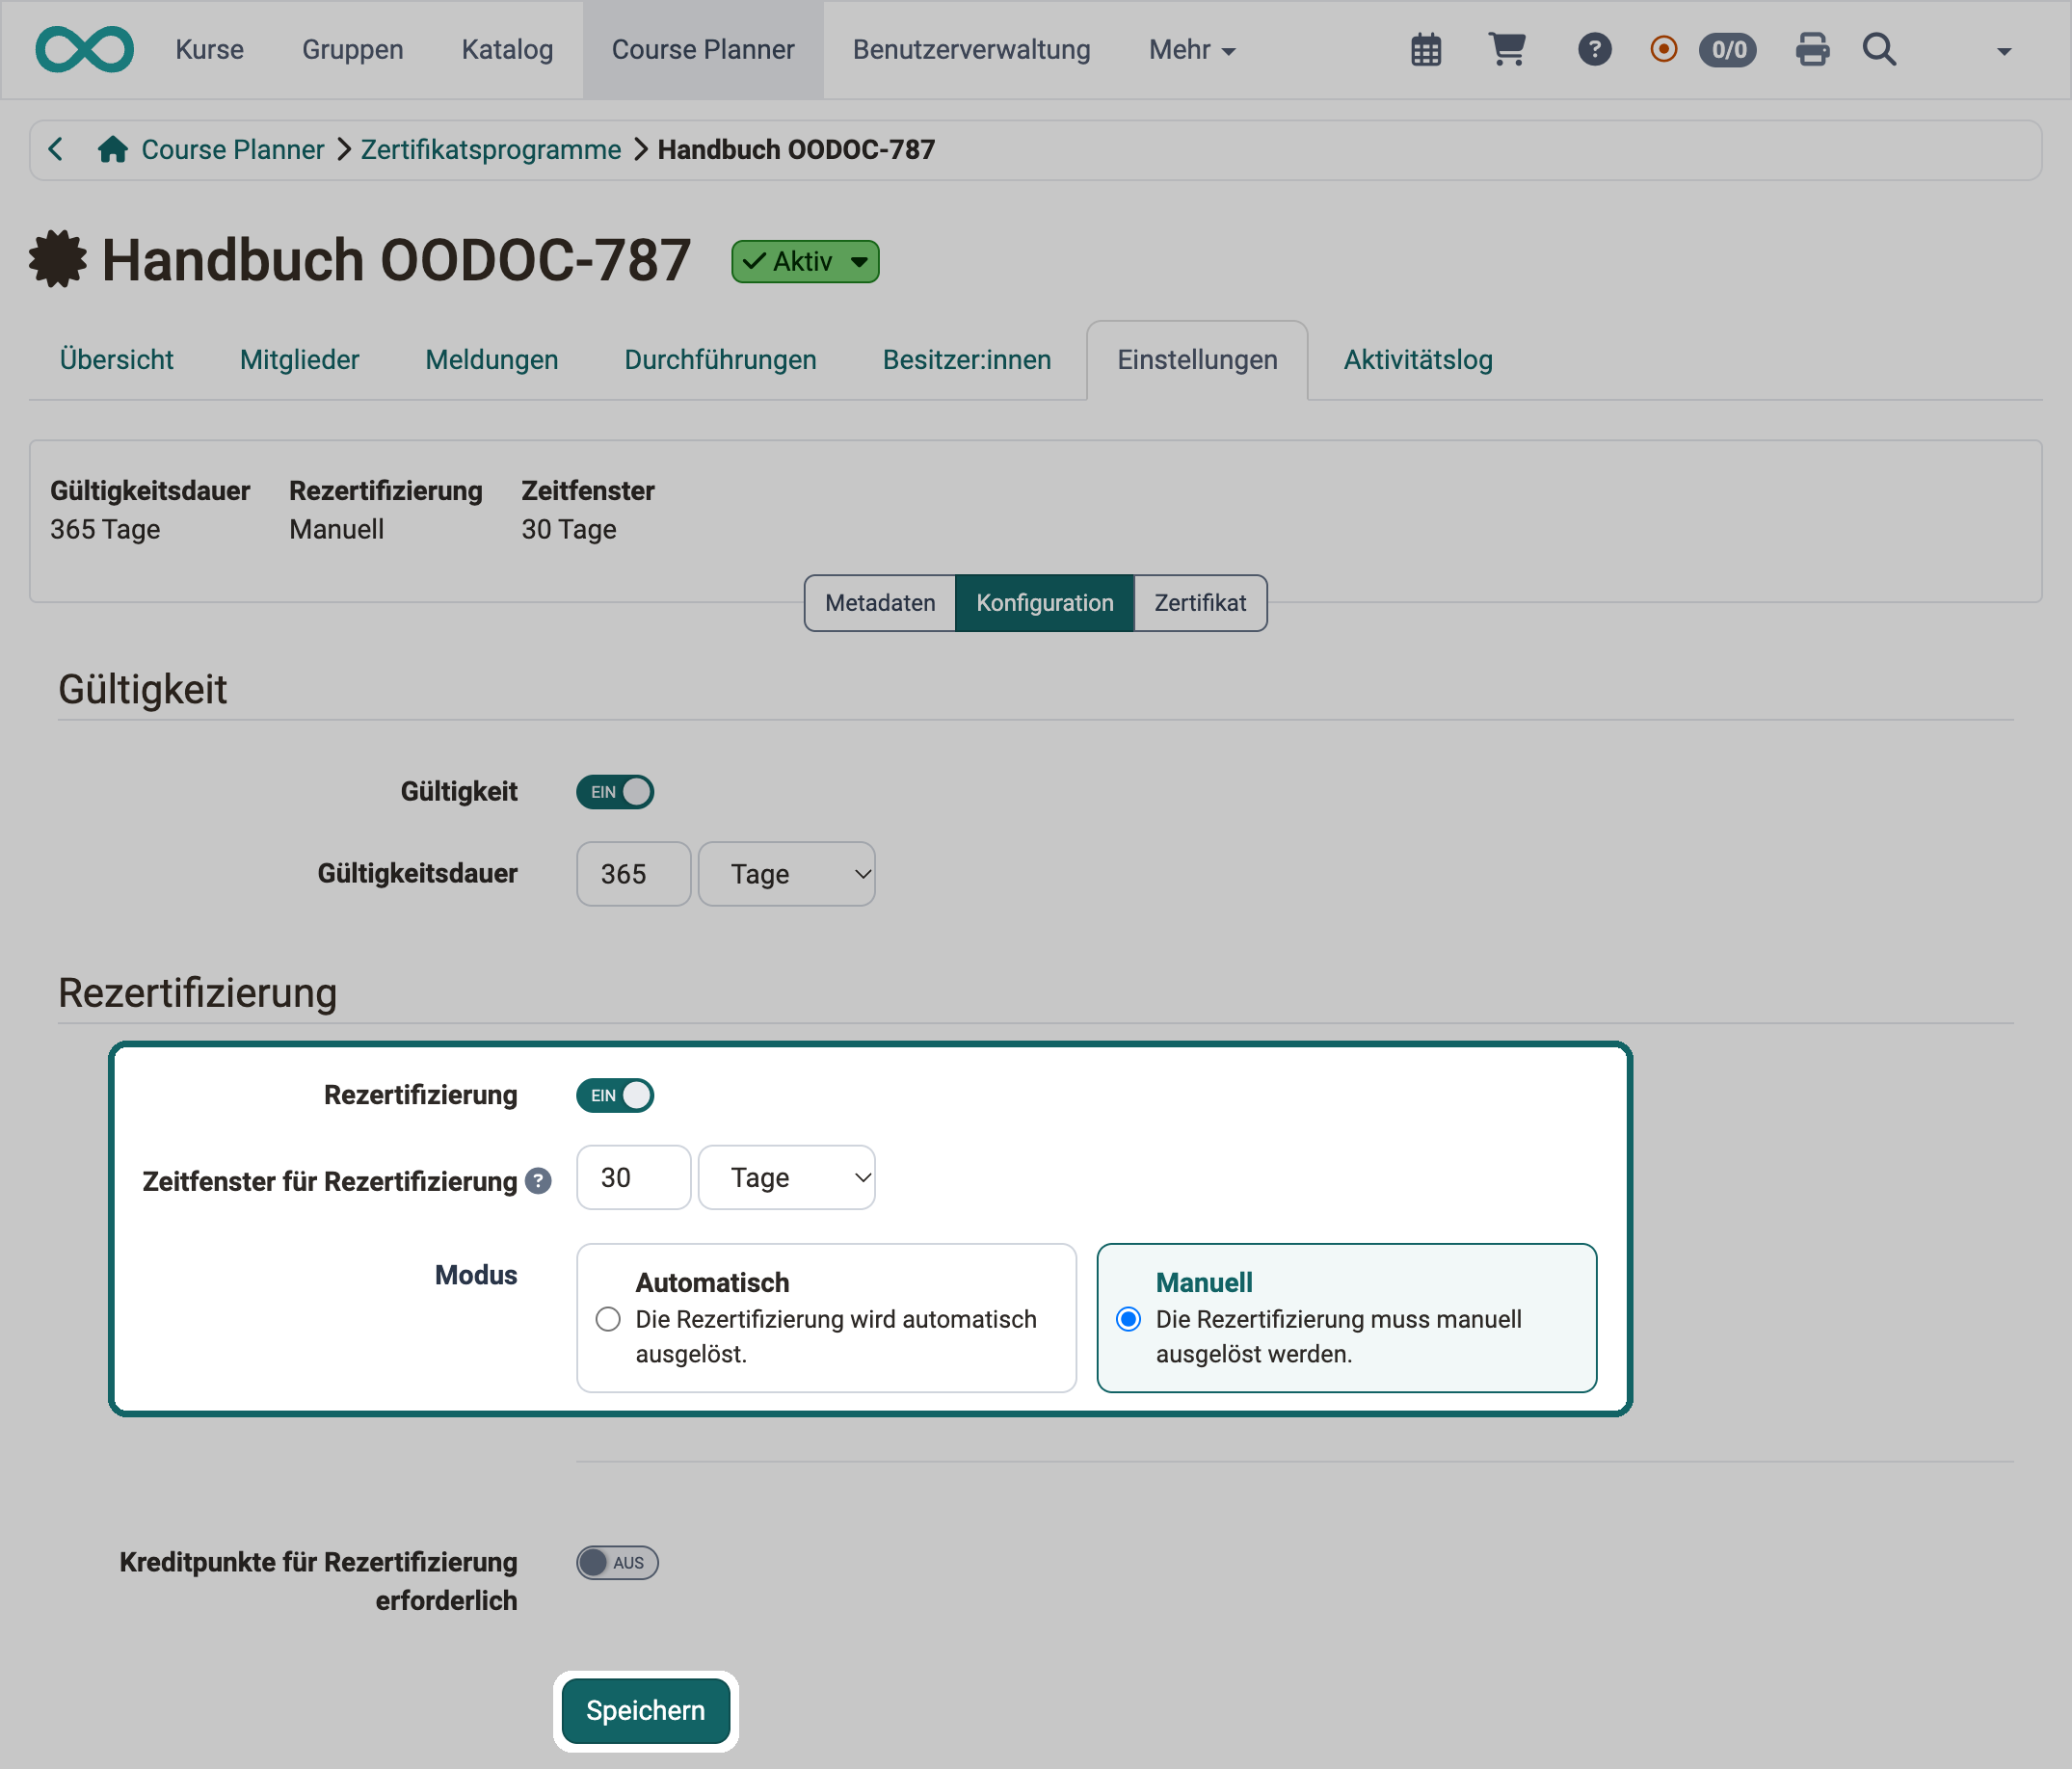 Kurse Gruppen Katalog Course Planner Benutzerverwaltung Mehr ? 0/0
Course Planner Zertifikatsprogramme Handbuch OODOC-787
Handbuch OODOC-787 Aktiv
Übersicht Mitglieder Meldungen Durchführungen Besitzer:innen Einstellungen Aktivitätslog
Gültigkeitsdauer Rezertifizierung Zeitfenster
365 Tage Manuell 30 Tage
Metadaten Konfiguration Zertifikat
Gültigkeit
Gültigkeit EIN
Gültigkeitsdauer 365 Tage
Rezertifizierung
Rezertifizierung EIN
Zeitfenster für Rezertifizierung ? 30 Tage
Modus
Automatisch
Die Rezertifizierung wird automatisch
ausgelöst.
Manuell
Die Rezertifizierung muss manuell
ausgelöst werden.
Kreditpunkte für Rezertifizierung
erforderlich
AUS
Speichern